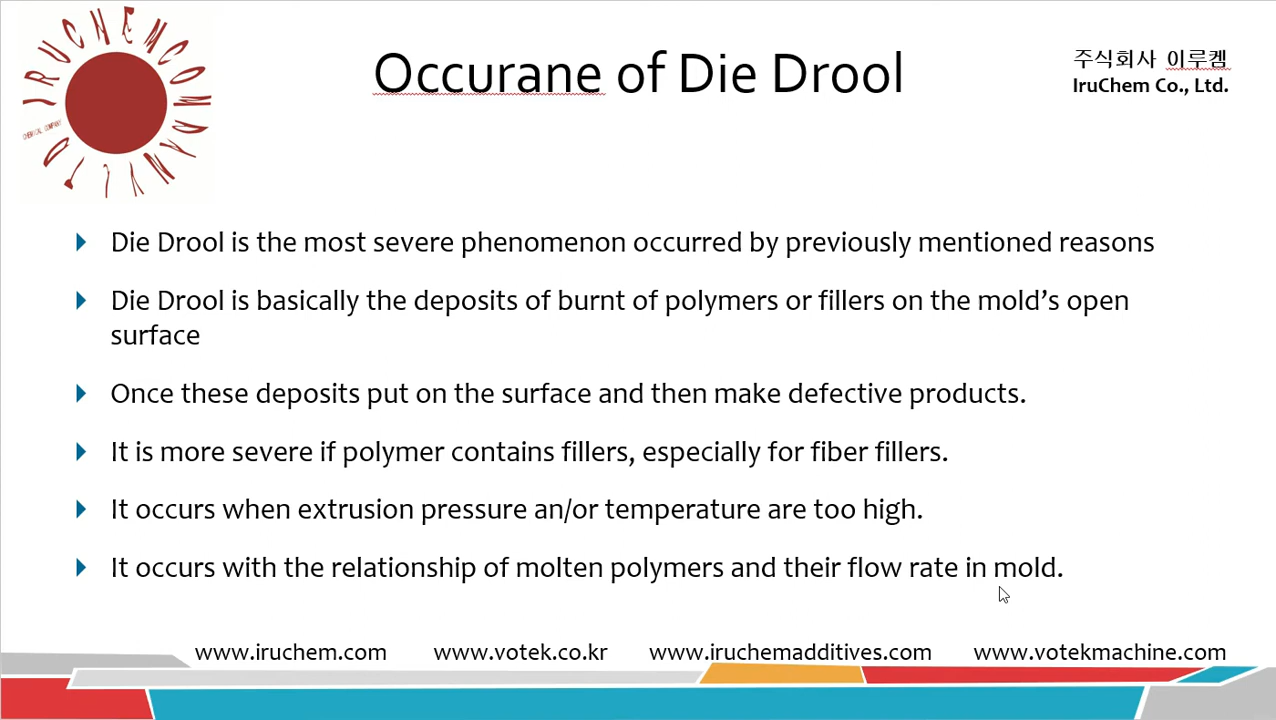 IRUCHEMCOMPANY LTD
CHEMICAL COMPANY
Occurane of Die Drool
주식회사 이루켐
IruChem Co., Ltd.
Die Drool is the most severe phenomenon occurred by previously mentioned reasons
Die Drool is basically the deposits of burnt of polymers or fillers on the mold’s open
surface
Once these deposits put on the surface and then make defective products.
It is more severe if polymer contains fillers, especially for fiber fillers.
It occurs when extrusion pressure an/or temperature are too high.
It occurs with the relationship of molten polymers and their flow rate in mold.
www.iruchem.com www.votek.co.kr www.iruchemadditives.com www.votekmachine.com